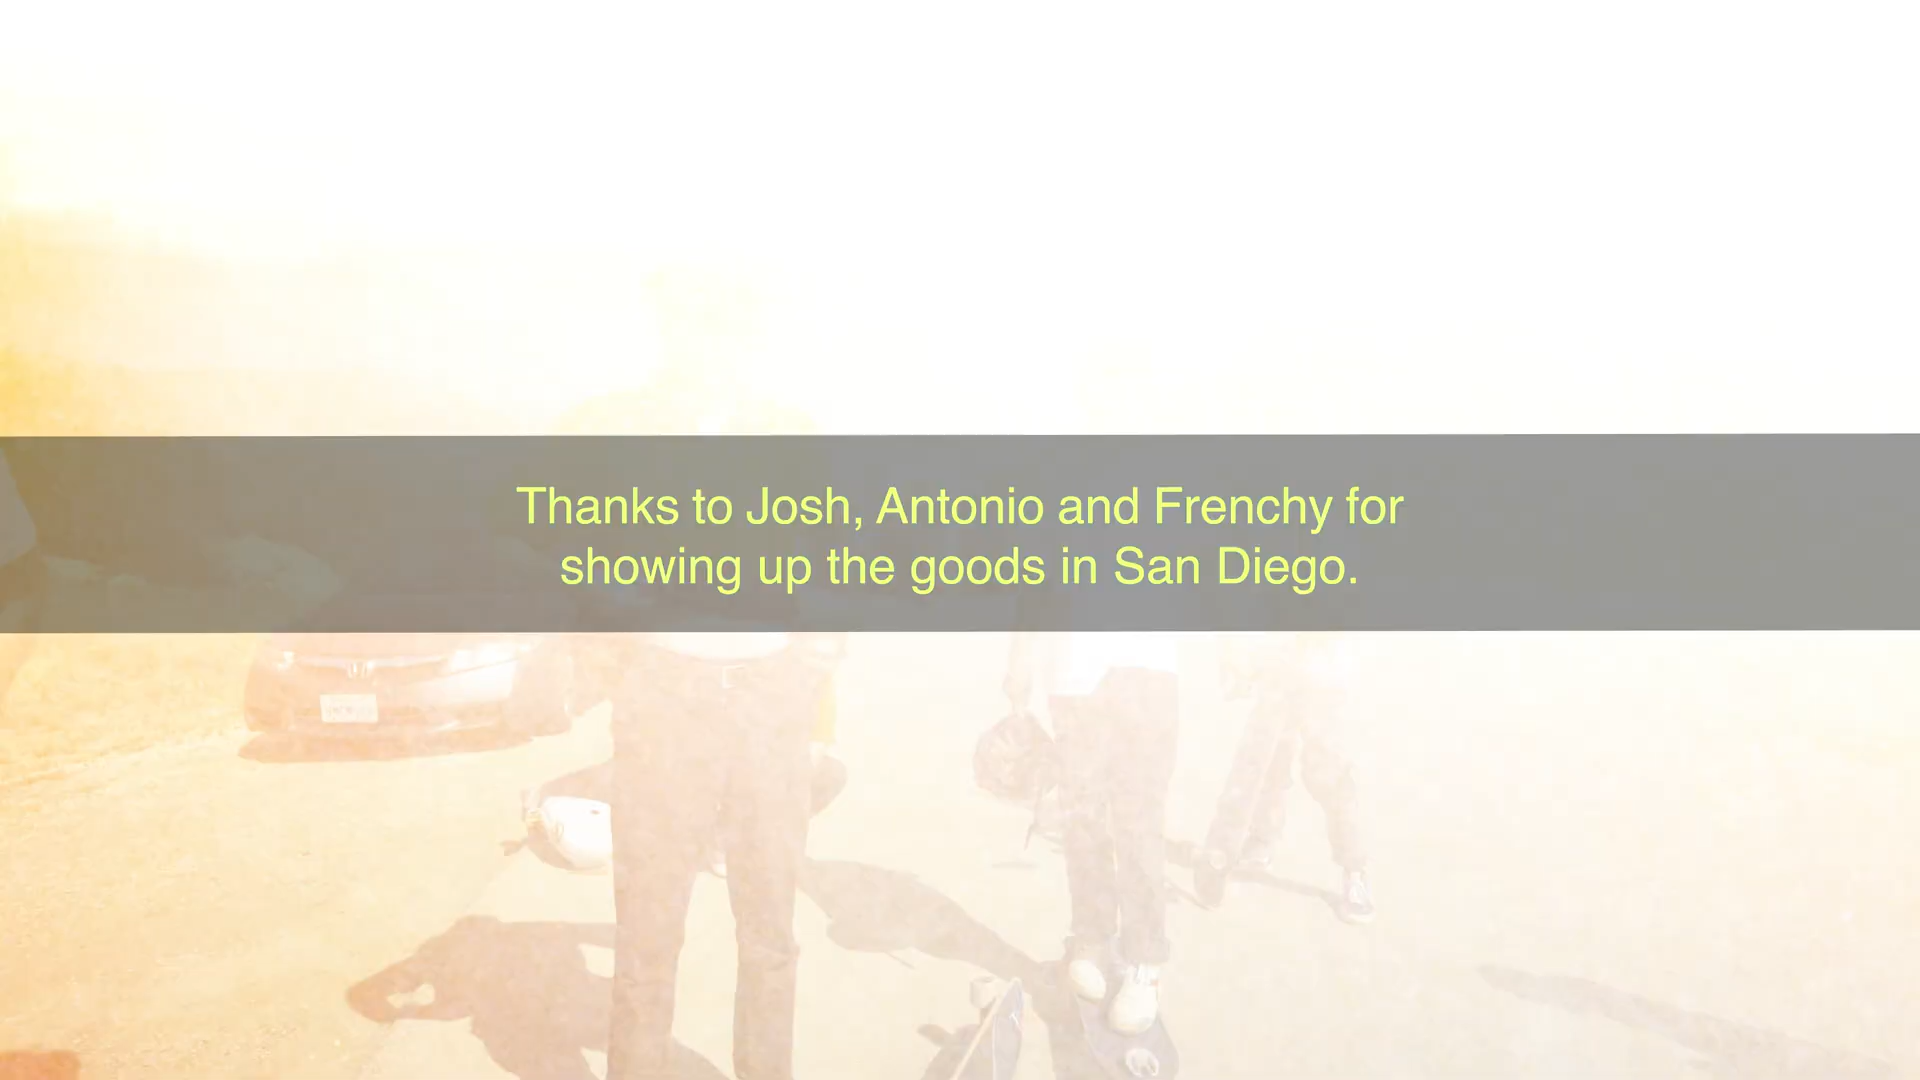 Thanks to Josh, Antonio and Frenchy for
showing up the goods in San Diego.